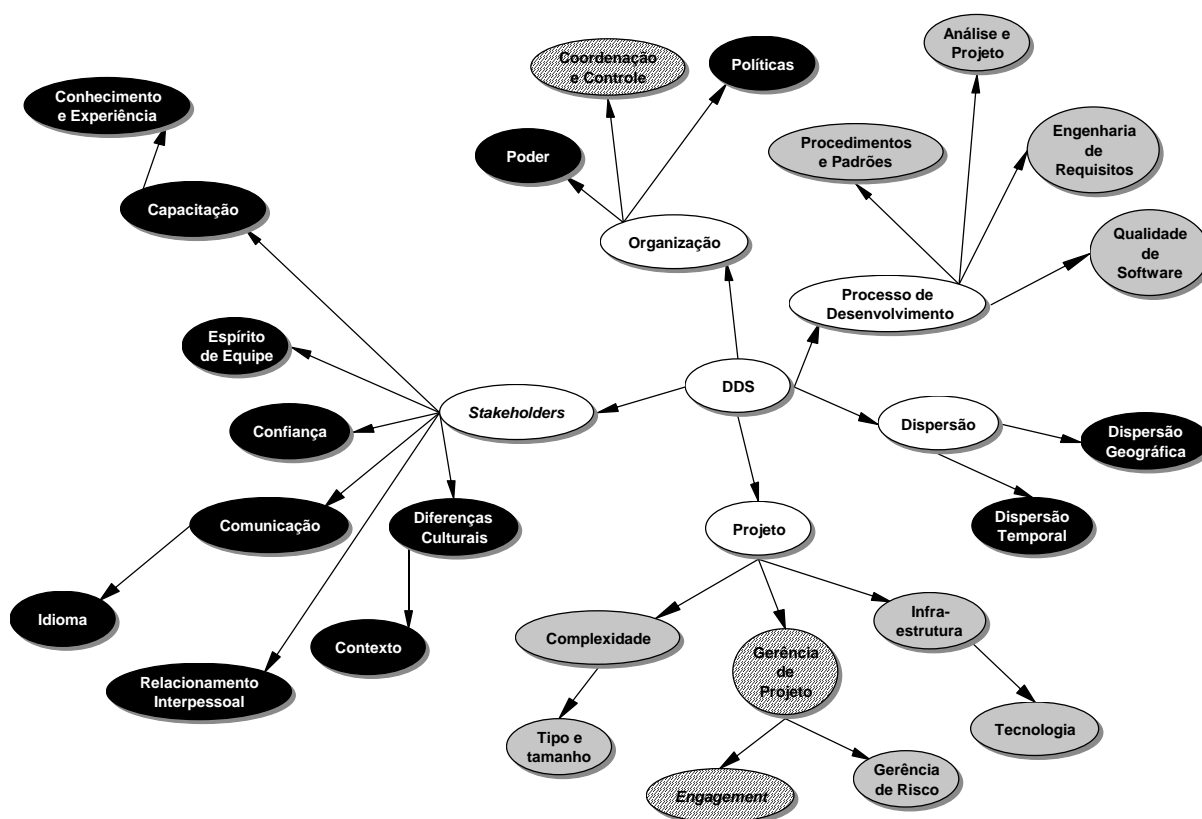 Análise e
Projeto
Coordenação
e Controle
Políticas
Conhecimento
e Experiência
Procedimentos
e Padrões
Engenharia
de
Requisitos
Poder
Capacitação
Organização
Qualidade
de
Software
Processo de
Desenvolvimento
Espírito
de Equipe
DDS
Stakeholders
Dispersão
Confiança
Dispersão
Geográfica
Comunicação
Diferenças
Culturais
Projeto
Dispersão
Temporal
Idioma
Contexto
Complexidade
Infra-
estrutura
Gerência
de
Projeto
Relacionamento
Interpessoal
Tipo e
tamanho
Tecnologia
Gerência
de Risco
Engagement